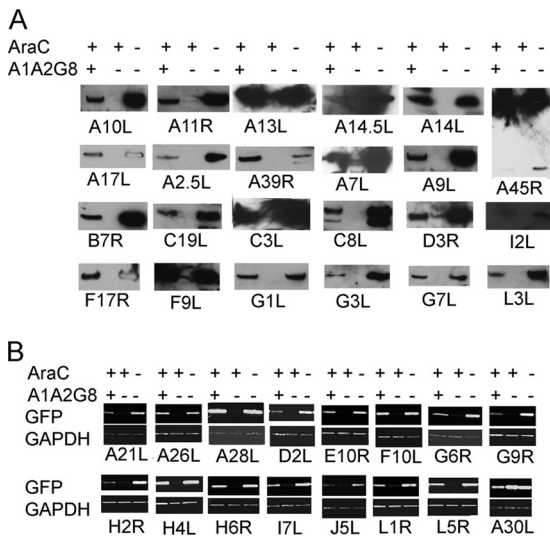 A
AraC + + - + + - + + - + + - + + - + + -
A1A2G8 + - - + - - + - - + - - + - - + - -
A10L A11R A13L A14.5L A14L
A17L A2.5L A39R A7L A9L A45R
B7R C19L C3L C8L D3R I2L
F17R F9L G1L G3L G7L L3L
B
AraC + + - + + - + + - + + - + + - + + - + + - + + -
A1A2G8 + - - + - - + - - + - - + - - + - - + - - + - -
GFP
GAPDH
A21L A26L A28L D2L E10R F10L G6R G9R
AraC + + - + + - + + - + + - + + - + + - + + - + + -
A1A2G8 + - - + - - + - - + - - + - - + - - + - - + - -
GFP
GAPDH
H2R H4L H6R I7L J5L L1R L5R A30L